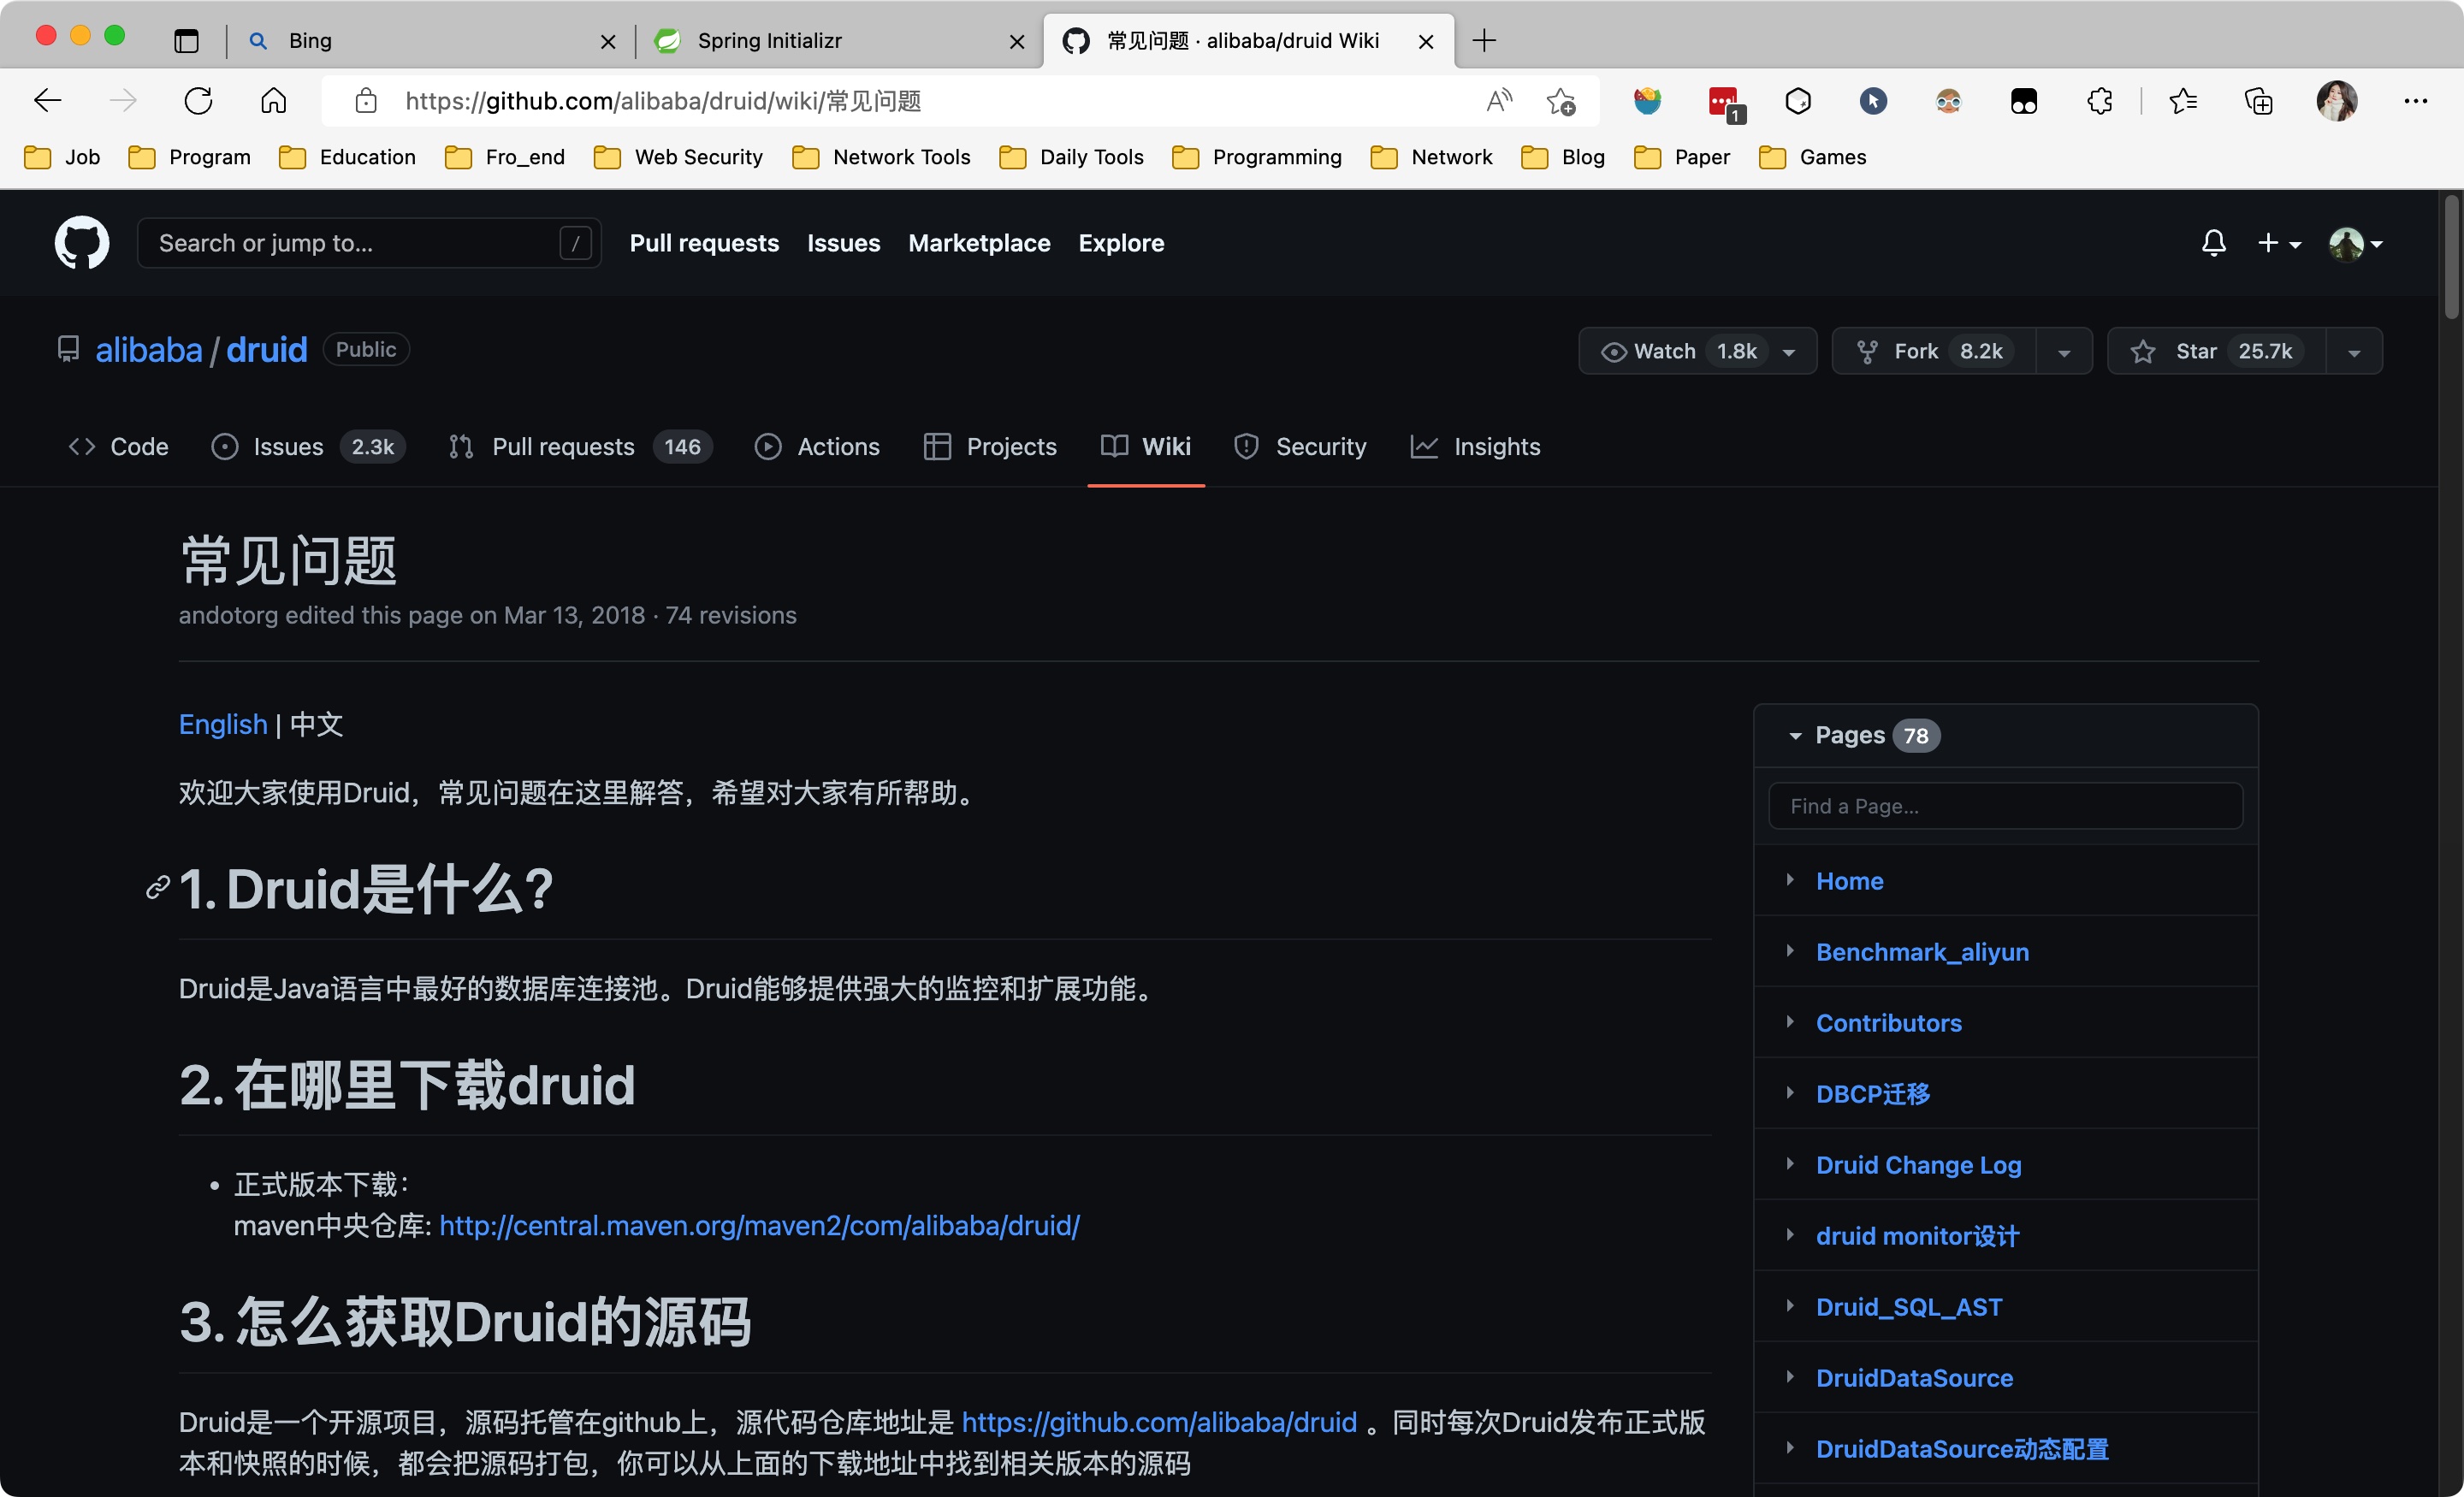 Bing
Spring Initializr
常见问题 · alibaba/druid Wiki
https://github.com/alibaba/druid/wiki/常见问题
1
Job Program Education Fro_end Web Security Network Tools Daily Tools Programming Network Blog Paper Games
Search or jump to... /
Pull requests Issues Marketplace Explore
alibaba / druid Public
Watch 1.8k Fork 8.2k Star 25.7k
Code Issues 2.3k Pull requests 146 Actions Projects Wiki Security Insights
常见问题
andotorg edited this page on Mar 13, 2018 · 74 revisions
English | 中文
欢迎大家使用Druid，常见问题在这里解答，希望对大家有所帮助。
1. Druid是什么？
Druid是Java语言中最好的数据库连接池。Druid能够提供强大的监控和扩展功能。
2. 在哪里下载druid
• 正式版本下载：
maven中央仓库: http://central.maven.org/maven2/com/alibaba/druid/
3. 怎么获取Druid的源码
Druid是一个开源项目，源码托管在github上，源代码仓库地址是 https://github.com/alibaba/druid 。同时每次Druid发布正式版
本和快照的时候，都会把源码打包，你可以从上面的下载地址中找到相关版本的源码
Pages 78
Find a Page...
Home
Benchmark_aliyun
Contributors
DBCP迁移
Druid Change Log
druid monitor设计
Druid_SQL_AST
DruidDataSource
DruidDataSource动态配置